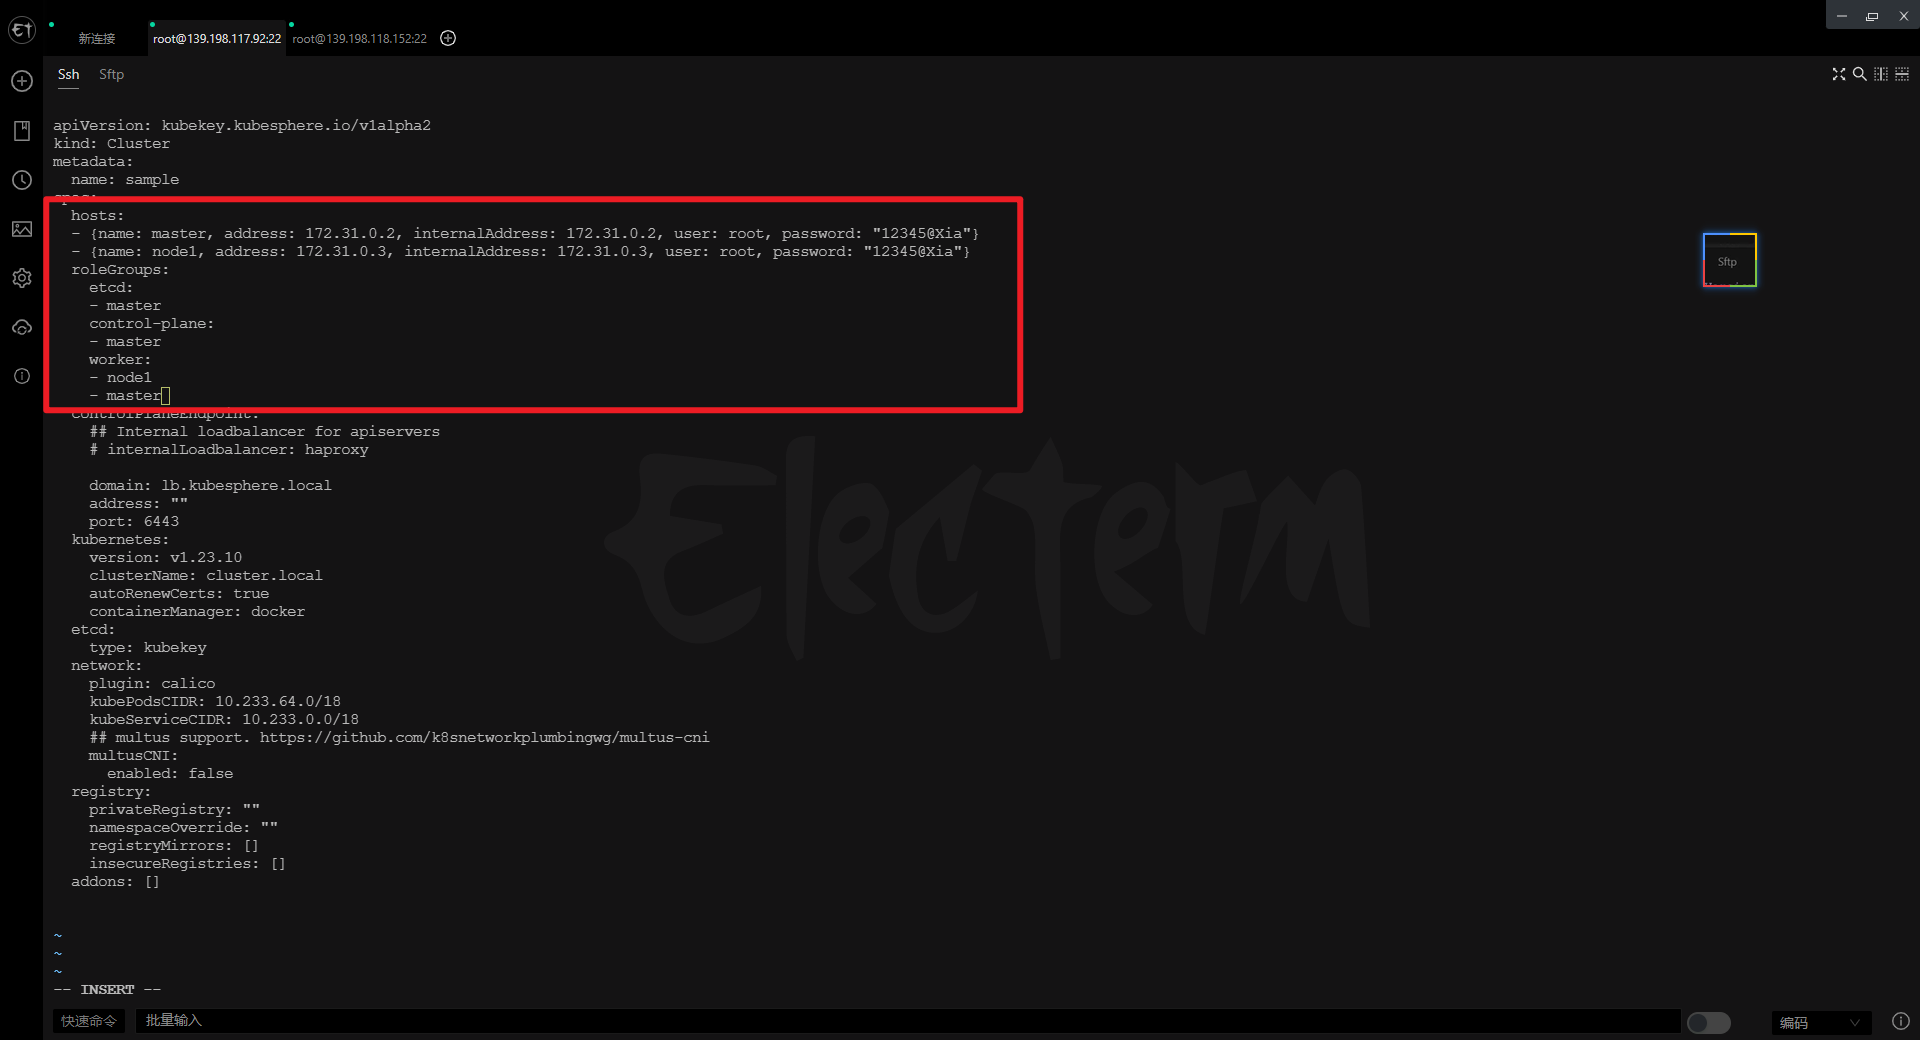 新连接
root@139.198.117.92:22
root@139.198.118.152:22
Ssh
Sftp
apiVersion: kubekey.kubesphere.io/v1alpha2
kind: Cluster
metadata:
  name: sample
spec:
  hosts:
  - {name: master, address: 172.31.0.2, internalAddress: 172.31.0.2, user: root, password: "12345@Xia"}
  - {name: node1, address: 172.31.0.3, internalAddress: 172.31.0.3, user: root, password: "12345@Xia"}
  roleGroups:
    etcd:
    - master
    control-plane:
    - master
    worker:
    - node1
    - master
  controlPlaneEndpoint:
    ## Internal loadbalancer for apiservers
    # internalLoadbalancer: haproxy
    domain: lb.kubesphere.local
    address: ""
    port: 6443
  kubernetes:
    version: v1.23.10
    clusterName: cluster.local
    autoRenewCerts: true
    containerManager: docker
  etcd:
    type: kubekey
  network:
    plugin: calico
    kubePodsCIDR: 10.233.64.0/18
    kubeServiceCIDR: 10.233.0.0/18
    ## multus support. https://github.com/k8snetworkplumbingwg/multus-cni
    multusCNI:
      enabled: false
  registry:
    privateRegistry: ""
    namespaceOverride: ""
    registryMirrors: []
    insecureRegistries: []
  addons: []
~
~
~
-- INSERT --
Sftp
Electerm
快速命令
批量输入
编码